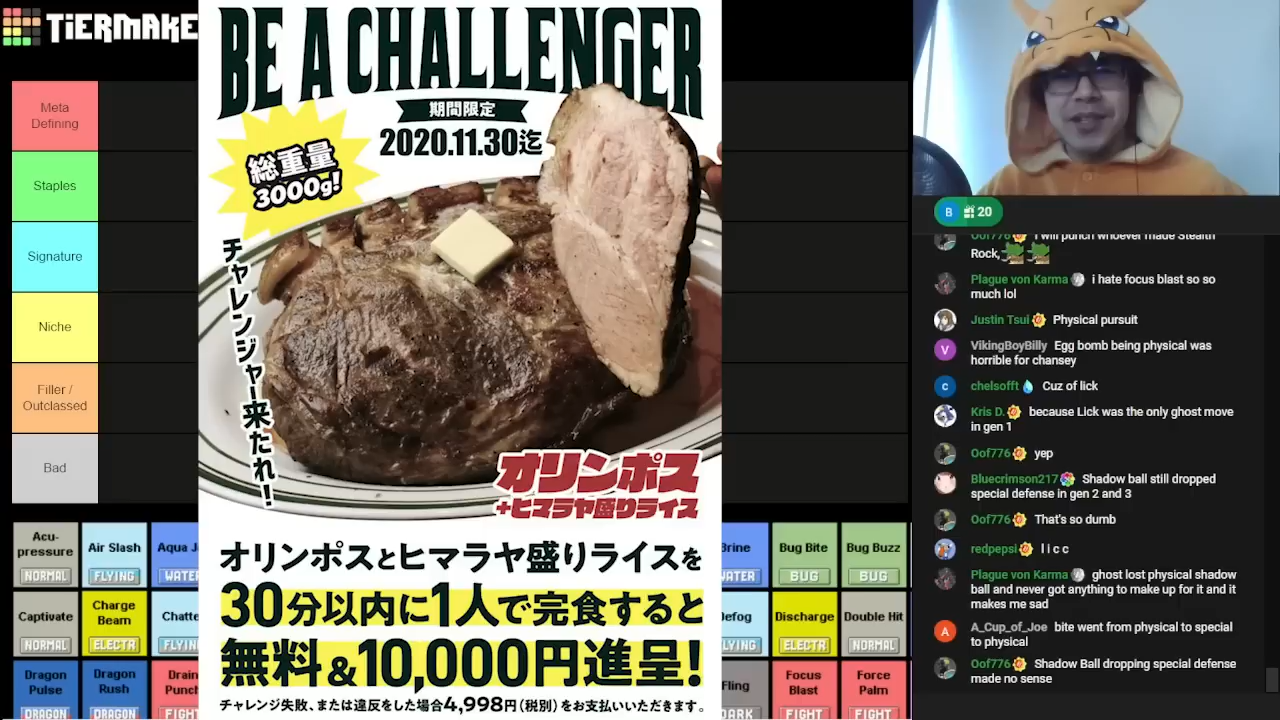 TiERMAKE
Meta
Defining
Staples
Signature
Niche
Filler /
Outclassed
Bad
BE A CHALLENGER
期間限定
2020.11.30迄
総重量
3000g!
チャレンジャー来たれ!
オリンポス
+ヒマラヤ盛りライス
オリンポスとヒマラヤ盛りライスを
30分以内に1人で完食すると
無料&10,000円進呈!
チャレンジ失敗、または違反をした場合4,998円(税別)をお支払いいただきます。
Acu-
pressure
NORMAL
Air Slash
FLYING
Aqua J
WATE
Brine
WATER
Bug Bite
BUG
Bug Buzz
BUG
Captivate
NORMAL
Charge
Beam
ELECTR
Chatte
FLYIN
Defog
FLYING
Discharge
ELECTR
Double Hit
NORMAL
Dragon
Pulse
DRAGON
Dragon
Rush
DRAGON
Drain
Punch
FIGHT
Fling
DARK
Focus
Blast
FIGHT
Force
Palm
FIGHT
B 20
Oof776 I will punch whoever made Stealth
Rock,
Plague von Karma i hate focus blast so so
much lol
Justin Tsui Physical pursuit
V VikingBoyBilly Egg bomb being physical was
horrible for chansey
c chelsofft Cuz of lick
Kris D. because Lick was the only ghost move
in gen 1
Oof776 yep
Bluecrimson217 Shadow ball still dropped
special defense in gen 2 and 3
Oof776 That's so dumb
redpepsi l i c c
Plague von Karma ghost lost physical shadow
ball and never got anything to make up for it and it
makes me sad
A A_Cup_of_Joe bite went from physical to special
to physical
Oof776 Shadow Ball dropping special defense
made no sense